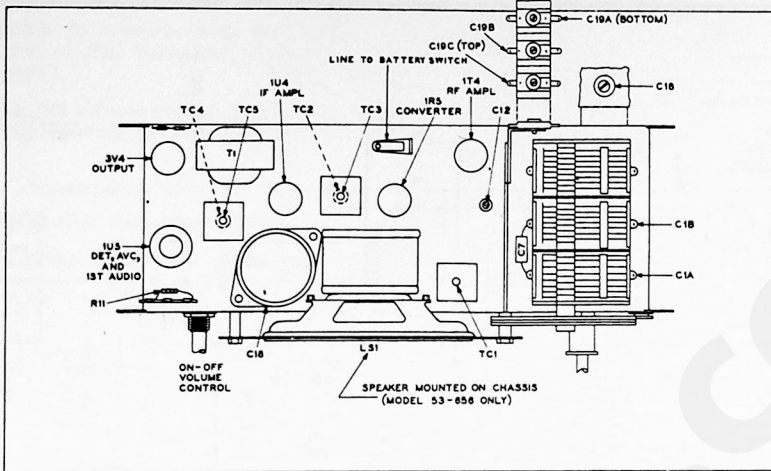 C19A (BOTTOM)
C19B
C19C (TOP)
LINE TO BATTERY SWITCH
C16
1U4
IF AMPL
1T4
RF AMPL
1R5
CONVERTER
TC4
TC5
TC2
TC3
C12
3V4
OUTPUT
T1
1U5
DET, AVC,
AND
1ST AUDIO
C1B
C7
C1A
R11
ON-OFF
VOLUME
CONTROL
C18
LS1
TC1
SPEAKER MOUNTED ON CHASSIS
(MODEL 53-656 ONLY)